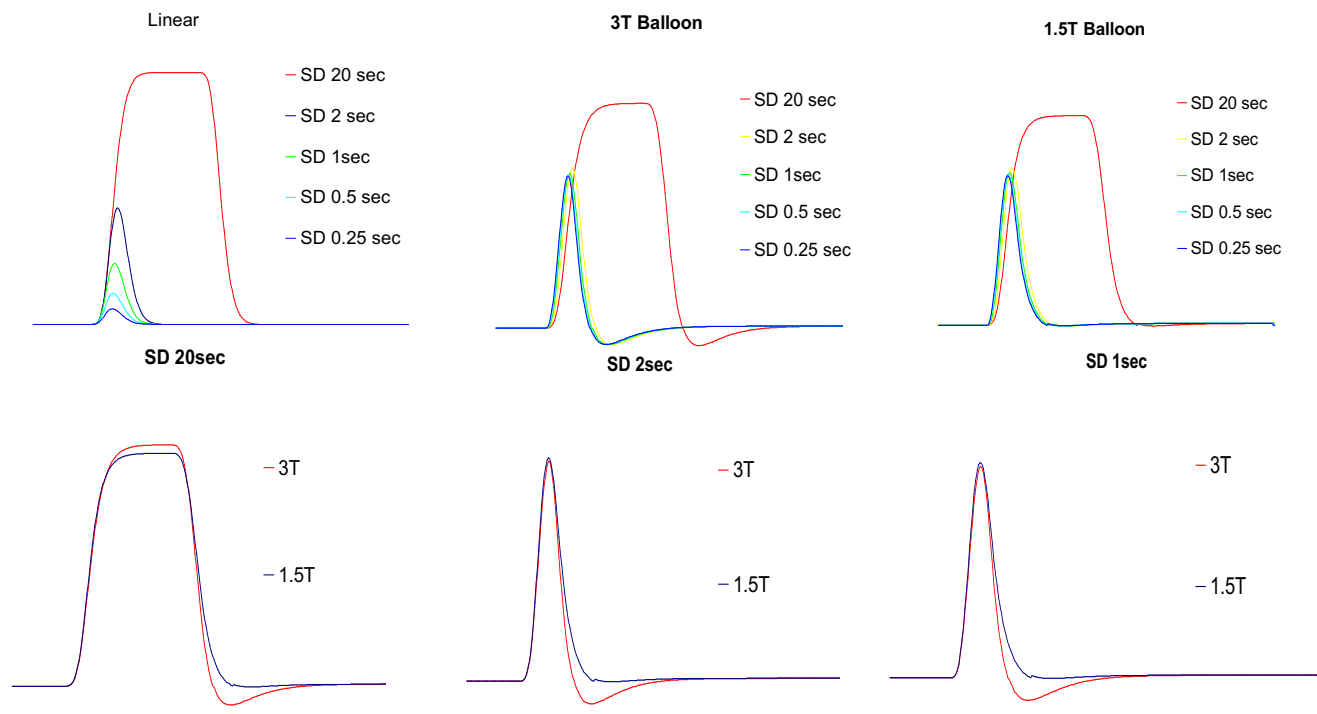 Linear
SD 20 sec
SD 2 sec
SD 1sec
SD 0.5 sec
SD 0.25 sec
3T Balloon
SD 20 sec
SD 2 sec
SD 1sec
SD 0.5 sec
SD 0.25 sec
1.5T Balloon
SD 20 sec
SD 2 sec
SD 1sec
SD 0.5 sec
SD 0.25 sec
SD 20sec
3T
1.5T
SD 2sec
3T
1.5T
SD 1sec
3T
1.5T